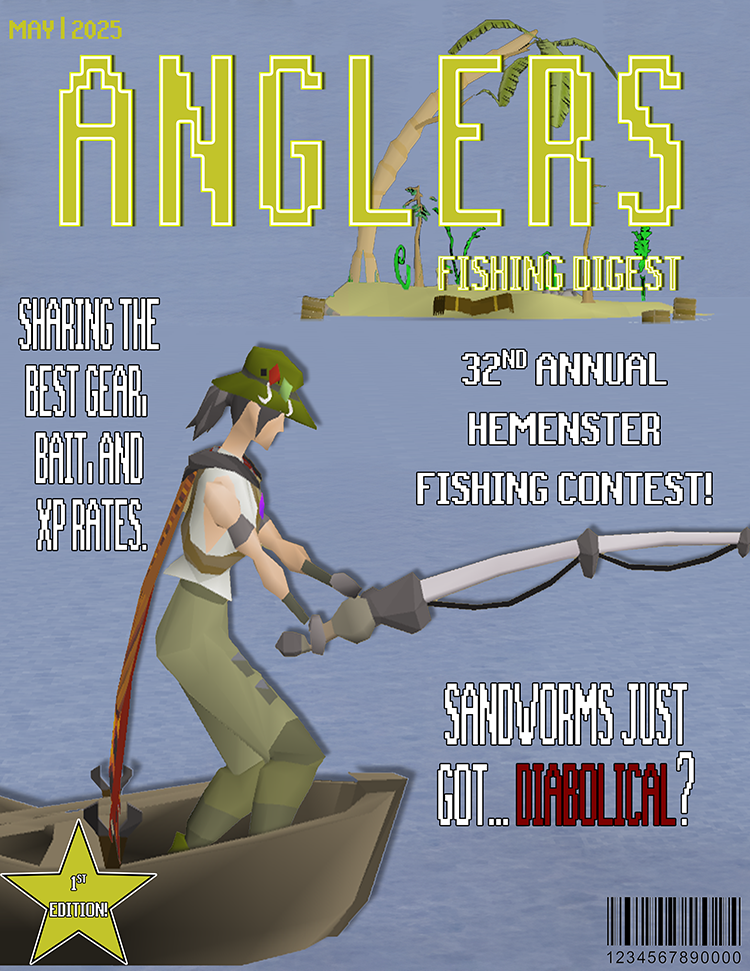 MAY | 2025
ANGLERS
FISHING DIGEST
SHARING THE
BEST GEAR,
BAIT, AND
XP RATES.
32ND ANNUAL
HEMENSTER
FISHING CONTEST!
SANDWORMS JUST
GOT... DIABOLICAL?
1ST
EDITION!
1234567890000